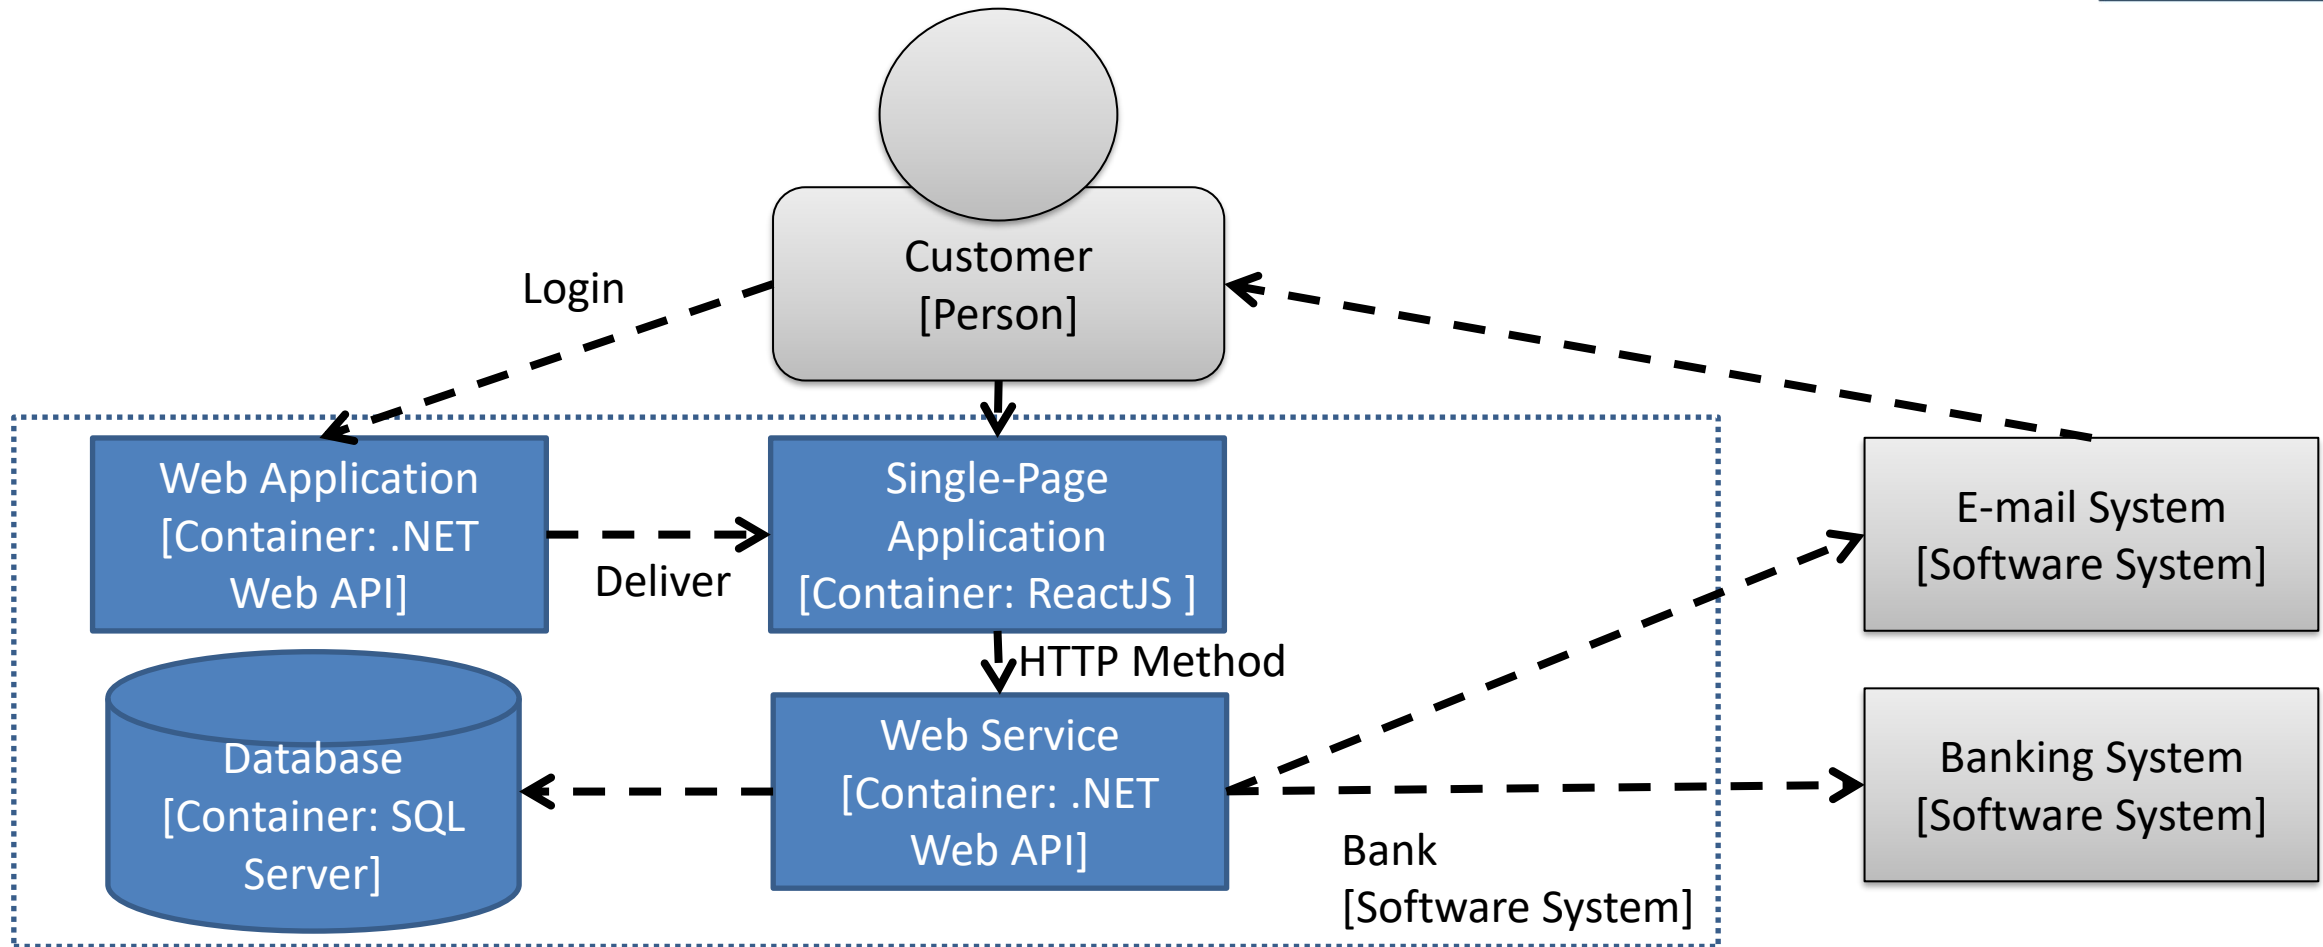 Customer
[Person]
Login
Web Application
[Container: .NET
Web API]
Deliver
Single-Page
Application
[Container: ReactJS ]
E-mail System
[Software System]
HTTP Method
Database
[Container: SQL
Server]
Web Service
[Container: .NET
Web API]
Banking System
[Software System]
Bank
[Software System]